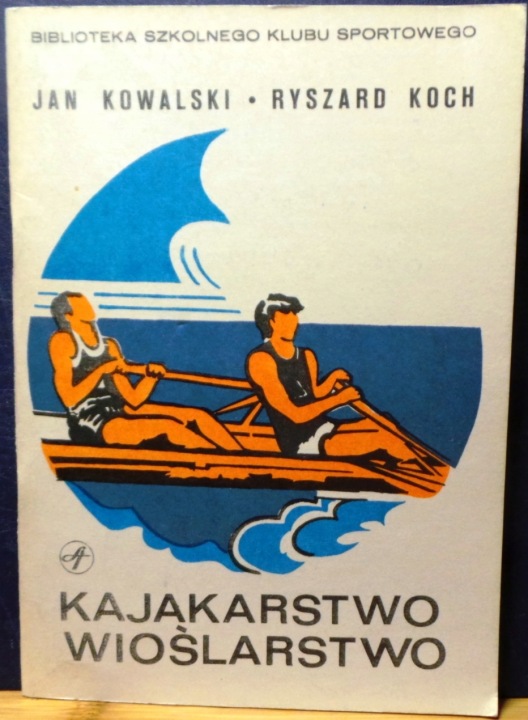 BIBLIOTEKA SZKOLNEGO KLUBU SPORTOWEGO
JAN KOWALSKI • RYSZARD KOCH
KAJAKARSTWO
WIOŚLARSTWO